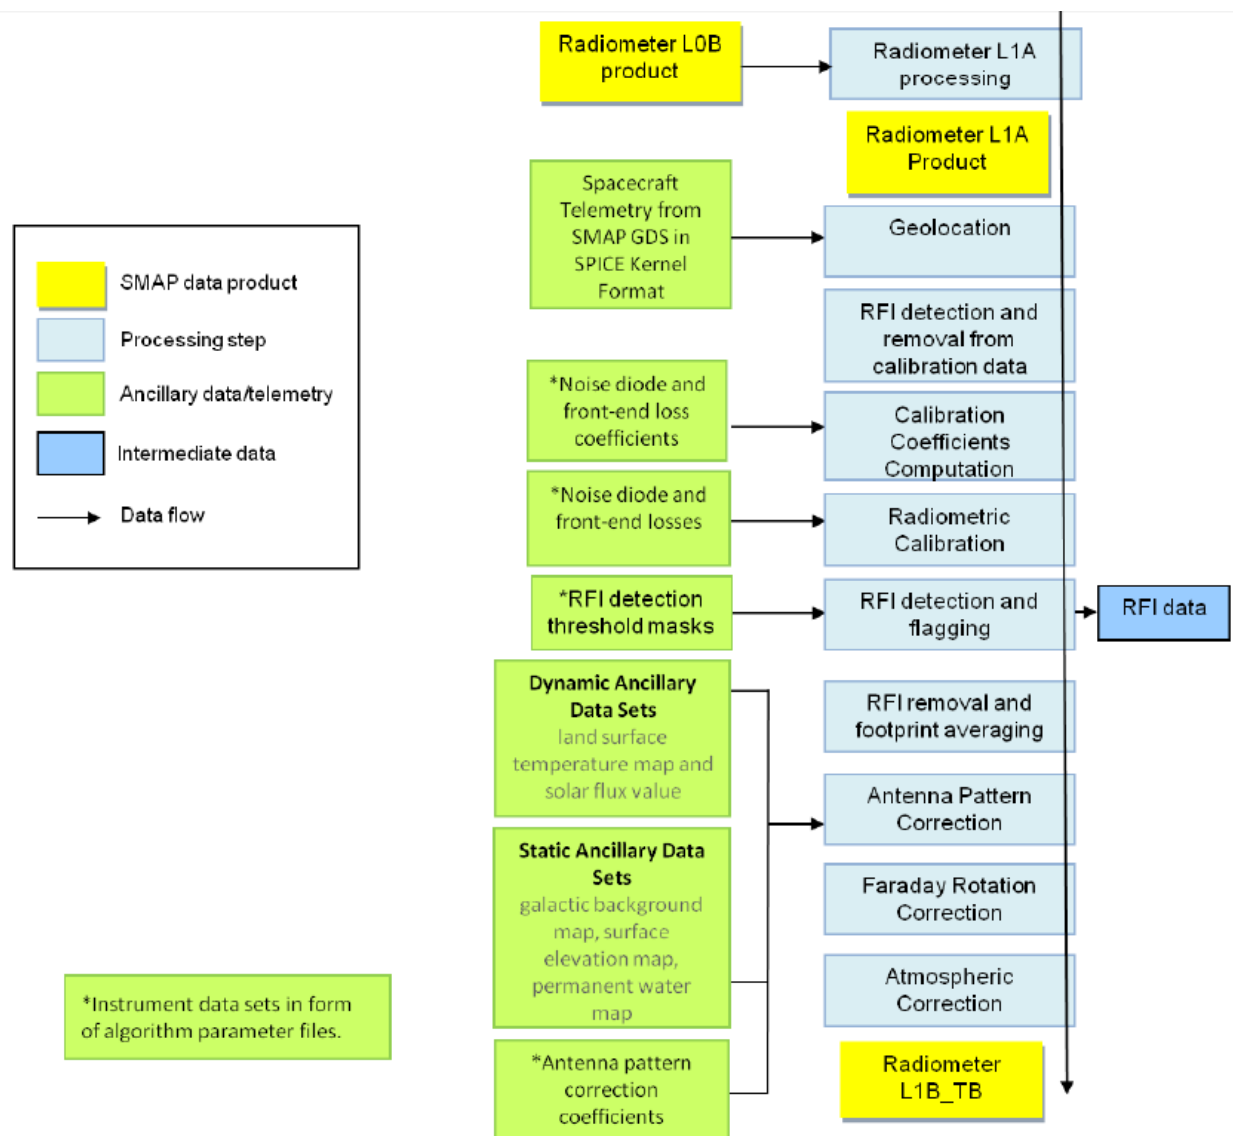 Radiometer L0B
product
Radiometer L1A
processing
Radiometer L1A
Product
Spacecraft
Telemetry from
SMAP GDS in
SPICE Kernel
Format
Geolocation
SMAP data product
Processing step
Ancillary data/telemetry
Intermediate data
Data flow
RFI detection and
removal from
calibration data
*Noise diode and
front-end loss
coefficients
Calibration
Coefficients
Computation
*Noise diode and
front-end losses
Radiometric
Calibration
*RFI detection
threshold masks
RFI detection and
flagging
RFI data
Dynamic Ancillary
Data Sets
land surface
temperature map and
solar flux value
RFI removal and
footprint averaging
Antenna Pattern
Correction
Static Ancillary Data
Sets
galactic background
map, surface
elevation map,
permanent water
map
Faraday Rotation
Correction
Atmospheric
Correction
*Instrument data sets in form
of algorithm parameter files.
*Antenna pattern
correction
coefficients
Radiometer
L1B_TB